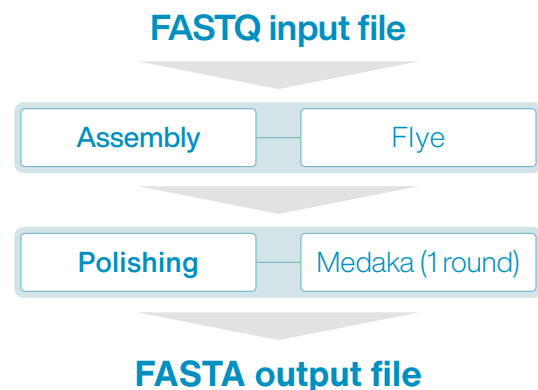 FASTQ input file
Assembly
Flye
Polishing
Medaka (1 round)
FASTA output file